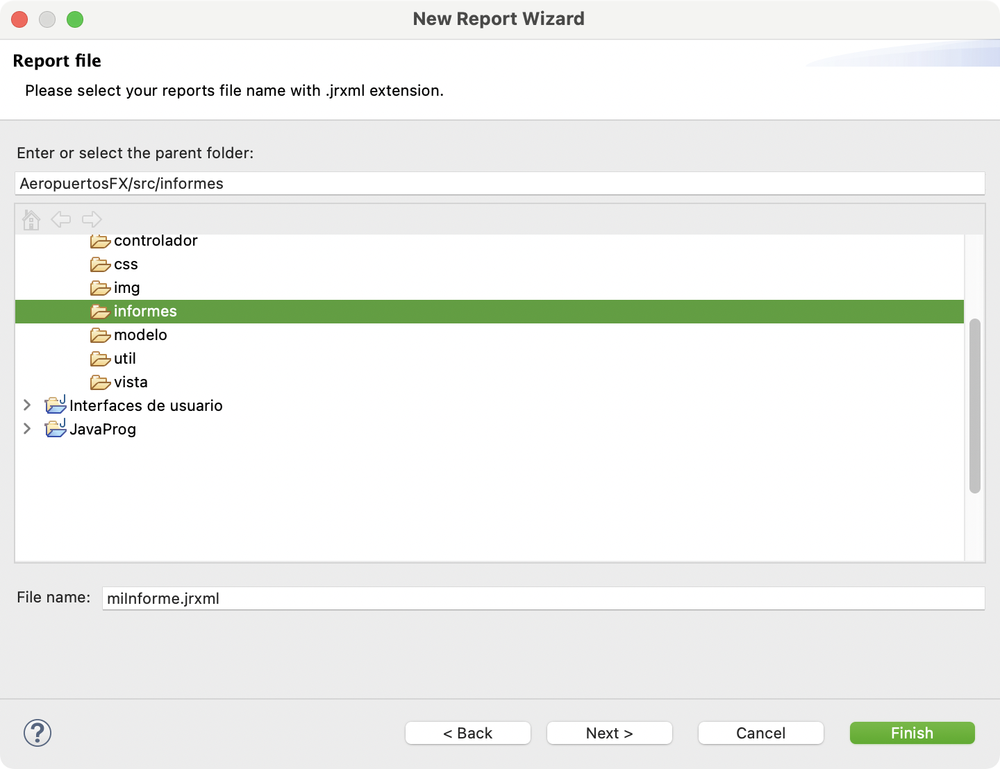 New Report Wizard
Report file
Please select your reports file name with .jrxml extension.
Enter or select the parent folder:
AeropuertosFX/src/informes
controlador
css
img
informes
modelo
util
vista
Interfaces de usuario
JavaProg
File name: miInforme.jrxml
? < Back Next > Cancel Finish